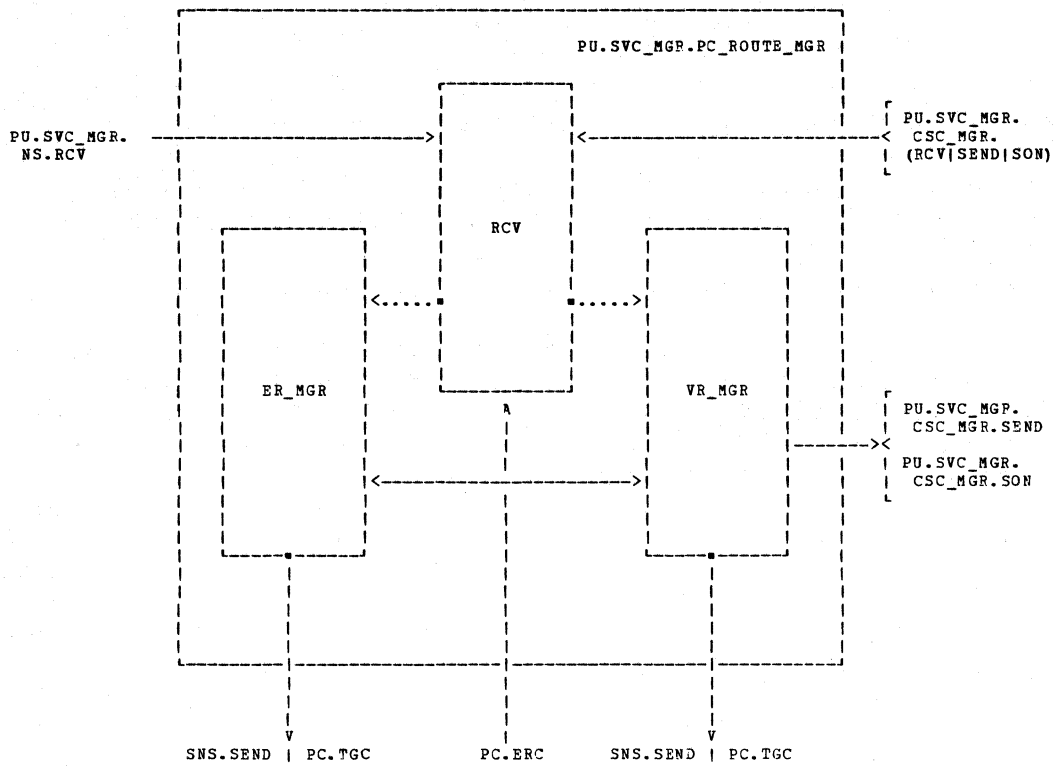 PU.SVC_MGR.PC_ROUTE_MGR
PU.SVC_MGR.
NS.RCV
PU.SVC_MGR.
CSC_MGR.
(RCV|SEND|SON)
RCV
ER_MGR
VR_MGR
PU.SVC_MGP.
CSC_MGR.SEND
PU.SVC_MGR.
CSC_MGR.SON
SNS.SEND | PC.TGC
PC.ERC
SNS.SEND | PC.TGC